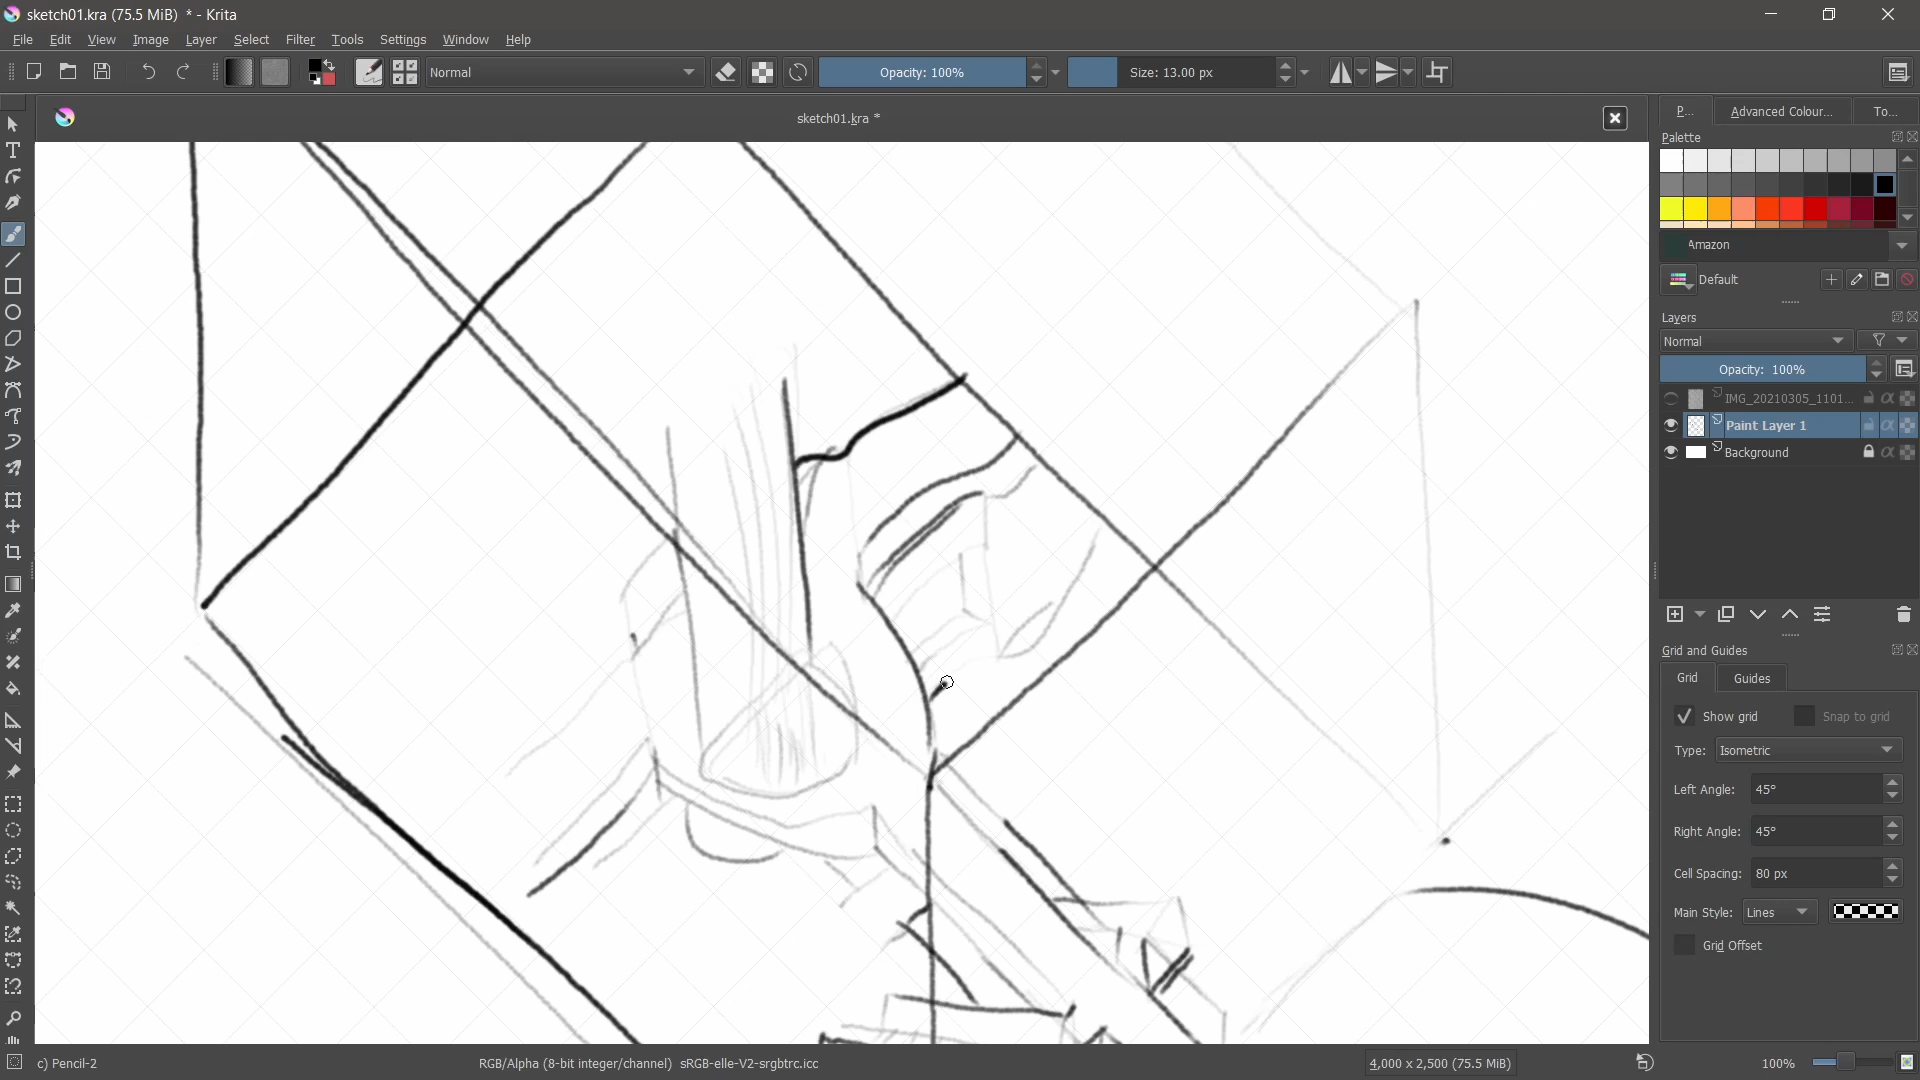 sketch01.kra (75.5 MiB) * - Krita
File Edit View Image Layer Select Filter Tools Settings Window Help
Normal Opacity: 100% Size: 13.00 px
sketch01.kra *
P... Advanced Colour... To...
Palette
Amazon
Default
Layers
Normal
Opacity: 100%
IMG_20210305_1101...
Paint Layer 1
Background
Grid and Guides
Grid Guides
Show grid Snap to grid
Type: Isometric
Left Angle: 45°
Right Angle: 45°
Cell Spacing: 80 px
Main Style: Lines
Grid Offset
c) Pencil-2 RGB/Alpha (8-bit integer/channel) sRGB-elle-V2-srgbtrc.icc 4,000 x 2,500 (75.5 MiB) 100%